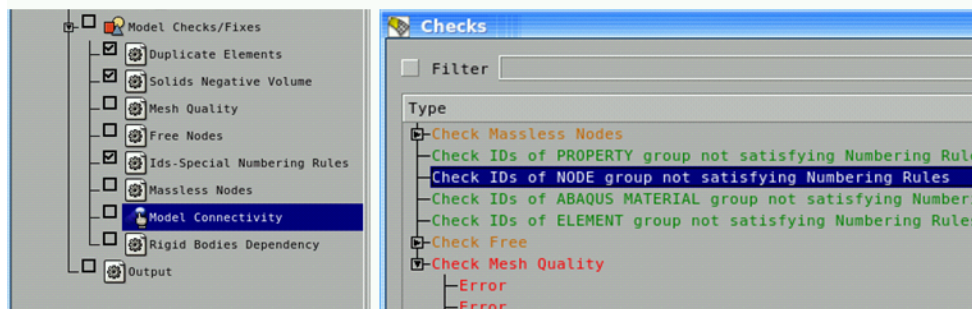 Model Checks/Fixes
Duplicate Elements
Solids Negative Volume
Mesh Quality
Free Nodes
Ids-Special Numbering Rules
Massless Nodes
Model Connectivity
Rigid Bodies Dependency
Output
Checks
Filter
Type
Check Massless Nodes
Check IDs of PROPERTY group not satisfying Numbering Rule
Check IDs of NODE group not satisfying Numbering Rules
Check IDs of ABAQUS MATERIAL group not satisfying Number
Check IDs of ELEMENT group not satisfying Numbering Rules
Check Free
Check Mesh Quality
Error
Error